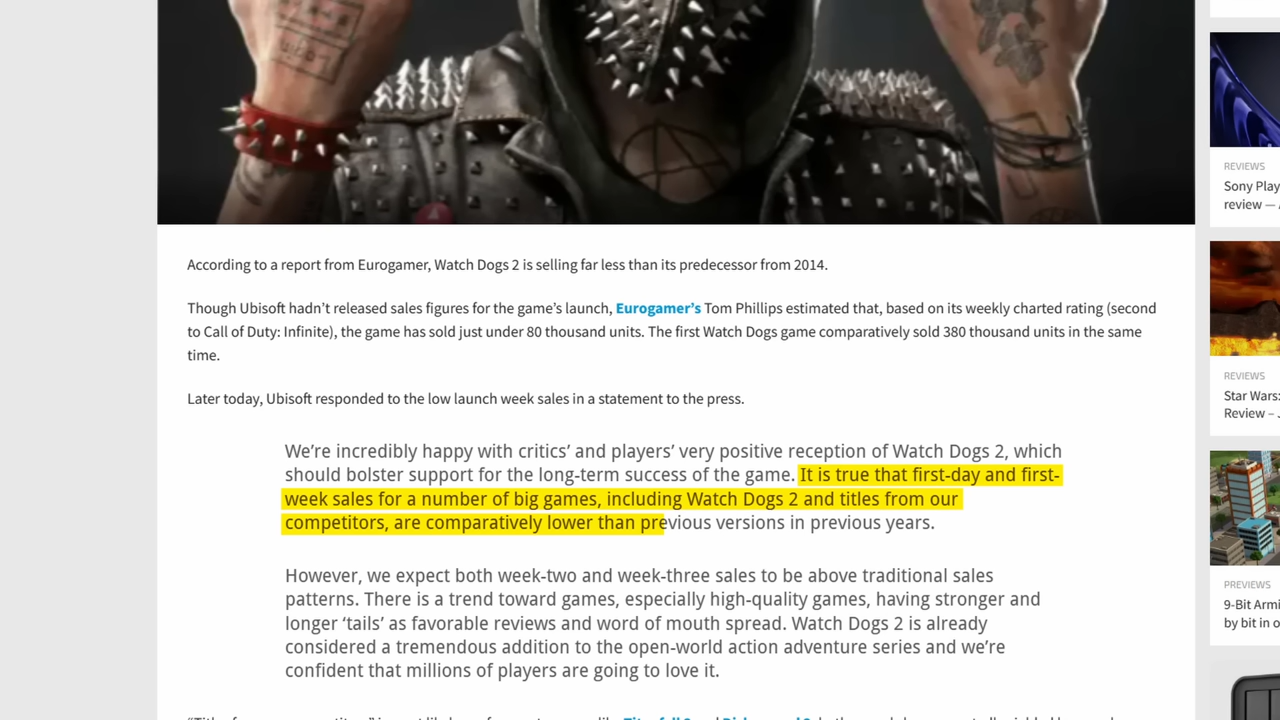 According to a report from Eurogamer, Watch Dogs 2 is selling far less than its predecessor from 2014.
Though Ubisoft hadn't released sales figures for the game's launch, Eurogamer's Tom Phillips estimated that, based on its weekly charted rating (second
to Call of Duty: Infinite), the game has sold just under 80 thousand units. The first Watch Dogs game comparatively sold 380 thousand units in the same
time.
Later today, Ubisoft responded to the low launch week sales in a statement to the press.
We're incredibly happy with critics' and players' very positive reception of Watch Dogs 2, which
should bolster support for the long-term success of the game. It is true that first-day and first-
week sales for a number of big games, including Watch Dogs 2 and titles from our
competitors, are comparatively lower than previous versions in previous years.
However, we expect both week-two and week-three sales to be above traditional sales
patterns. There is a trend toward games, especially high-quality games, having stronger and
longer 'tails' as favorable reviews and word of mouth spread. Watch Dogs 2 is already
considered a tremendous addition to the open-world action adventure series and we're
confident that millions of players are going to love it.
REVIEWS
Sony Play
review —
REVIEWS
Star Wars:
Review –
PREVIEWS
9-Bit Armi
by bit in o